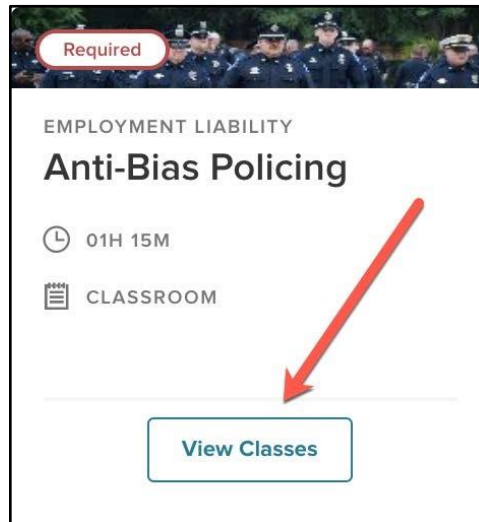 Required
EMPLOYMENT LIABILITY
Anti-Bias Policing
01H 15M
CLASSROOM
View Classes